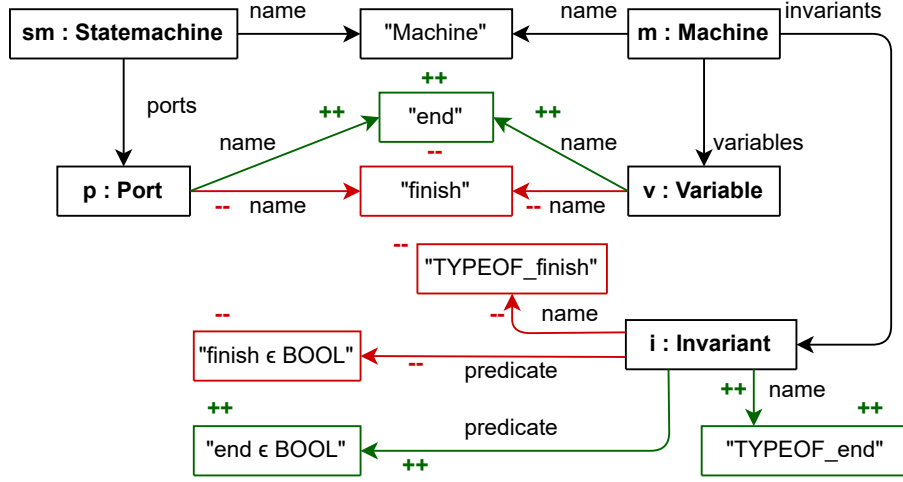 name
name
invariants
sm : Statemachine
"Machine"
m : Machine
++
ports
++
"end"
++
name
name
variables
--
p : Port
"finish"
v : Variable
--
name
--
name
--
"TYPEOF_finish"
--
name
--
i : Invariant
"finish ϵ BOOL"
--
predicate
++
name
++
++
predicate
"end ϵ BOOL"
++
"TYPEOF_end"